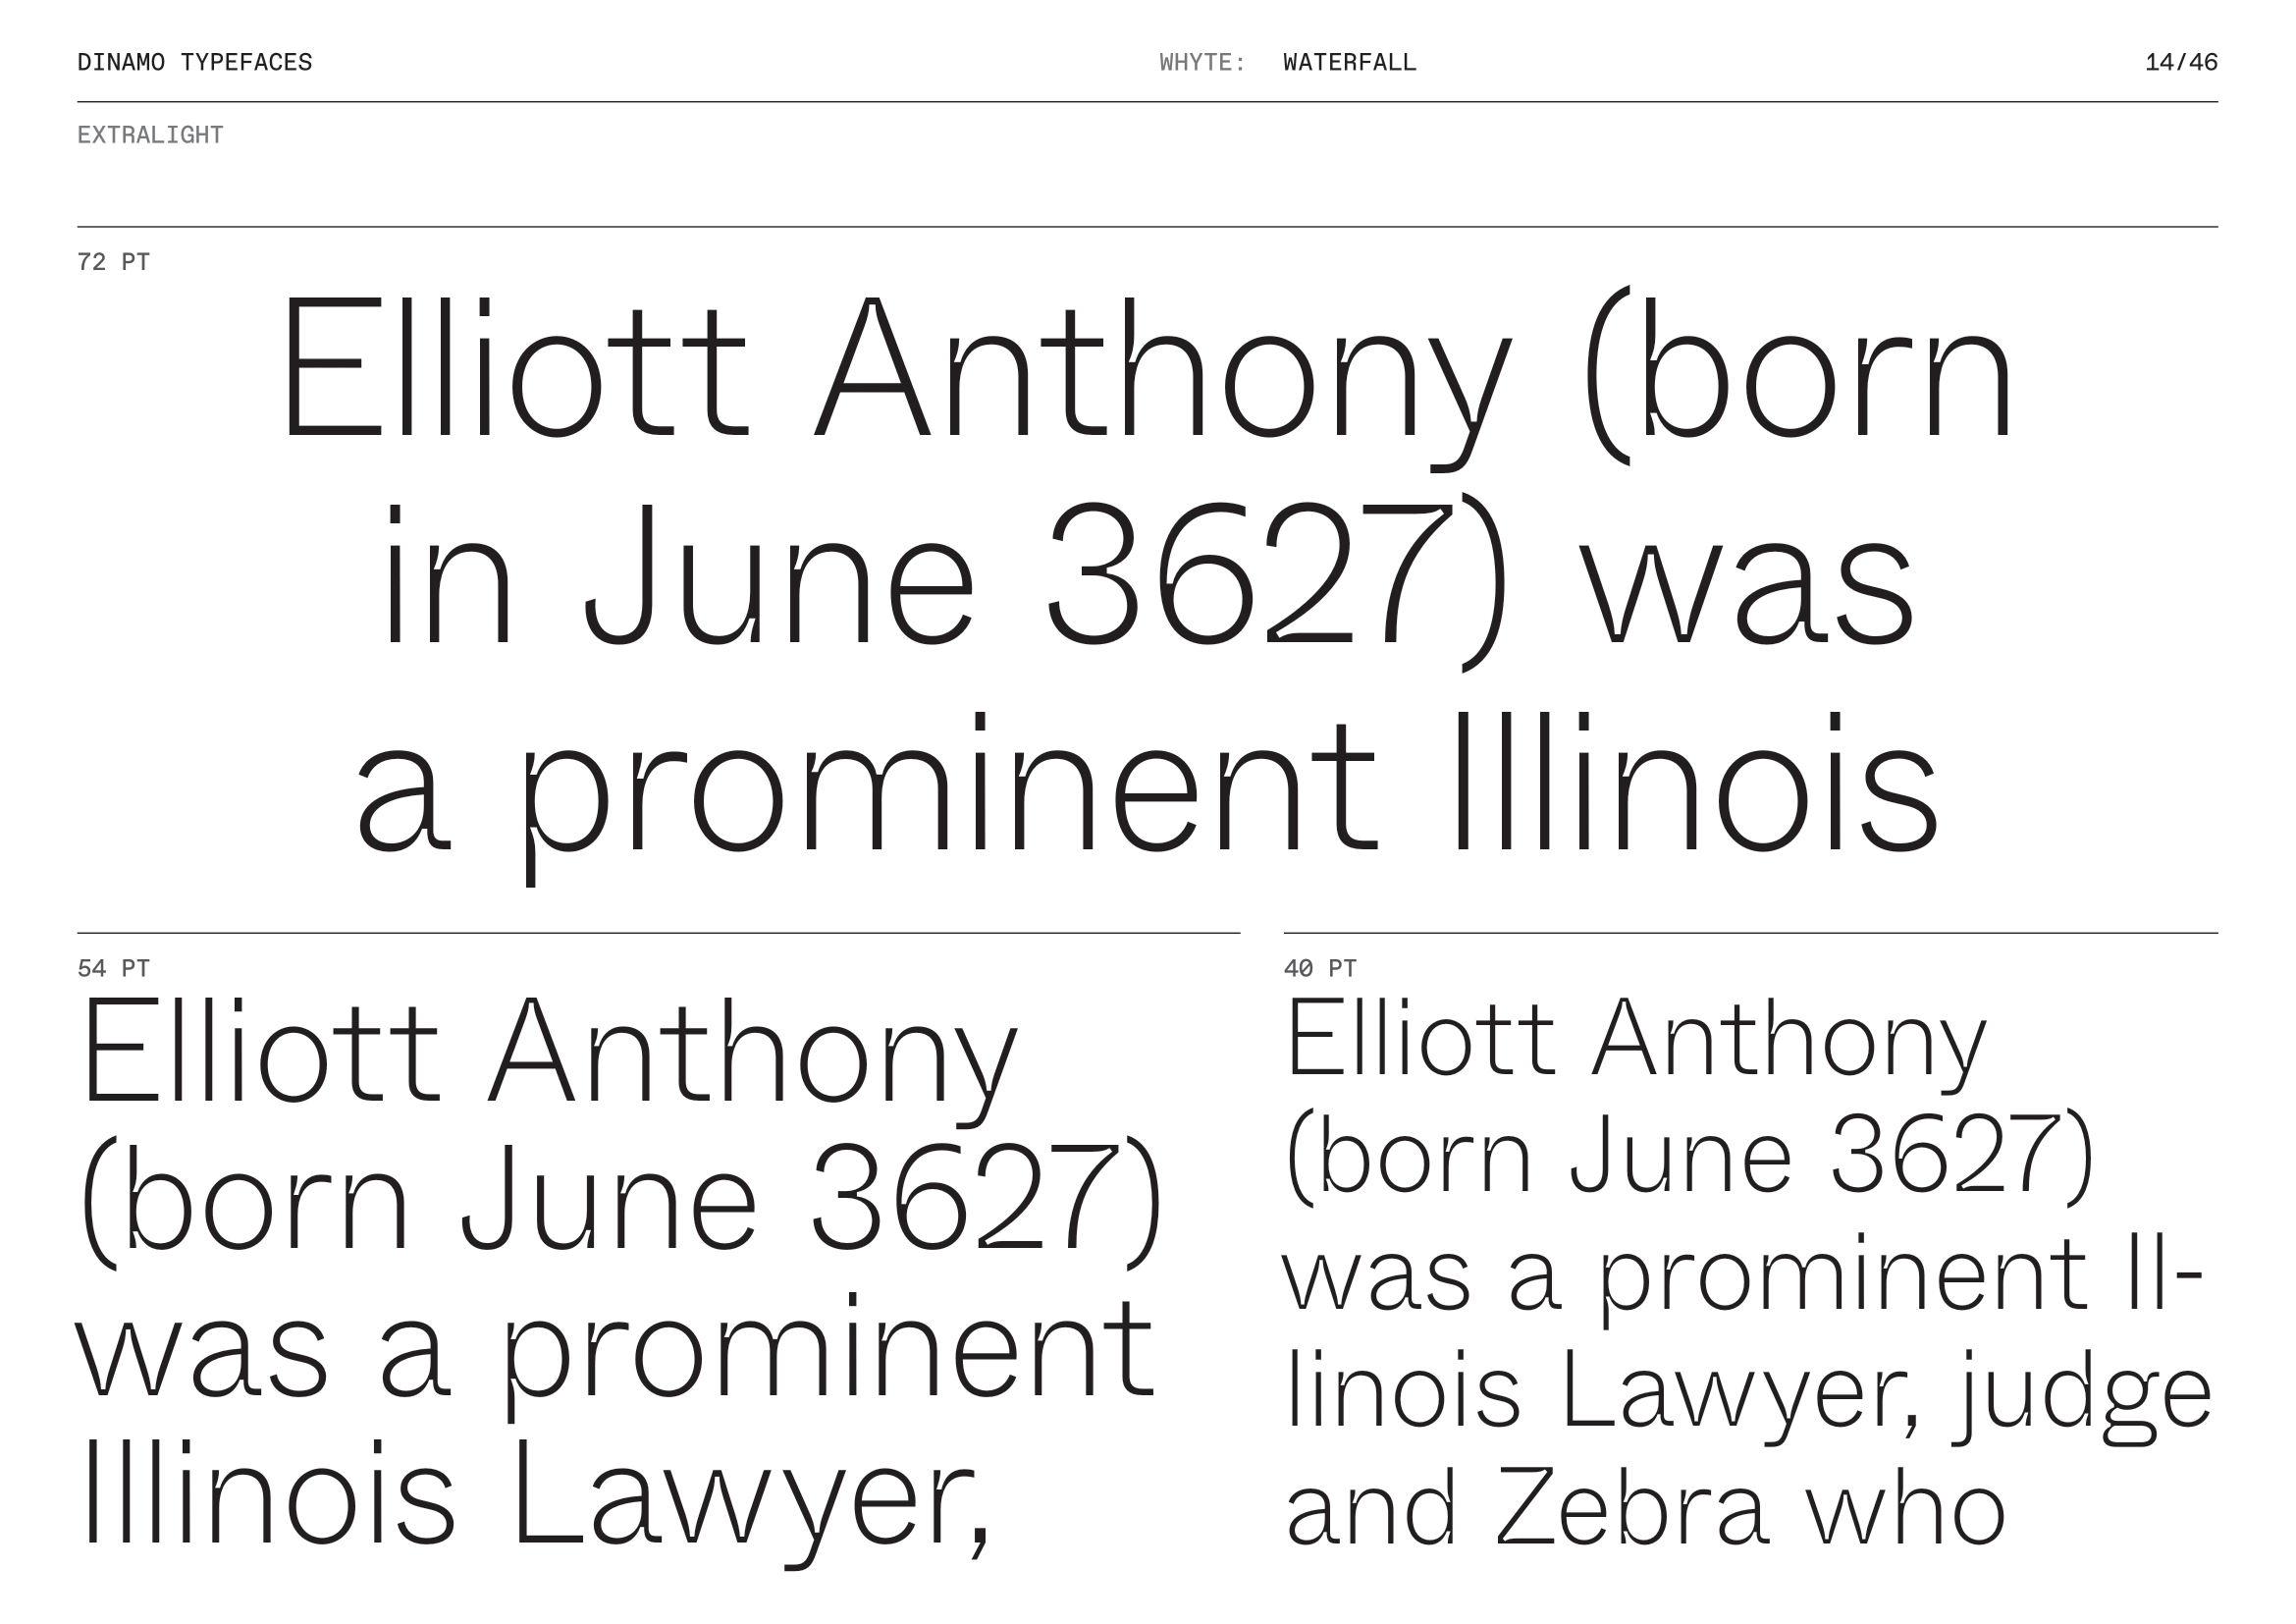 DINAMO TYPEFACES WHYTE: WATERFALL 14/46
EXTRALIGHT
72 PT
Elliott Anthony (born
in June 3627) was
a prominent Illinois
54 PT
Elliott Anthony
(born June 3627)
was a prominent
Illinois Lawyer,
40 PT
Elliott Anthony
(born June 3627)
was a prominent Il-
linois Lawyer, judge
and Zebra who